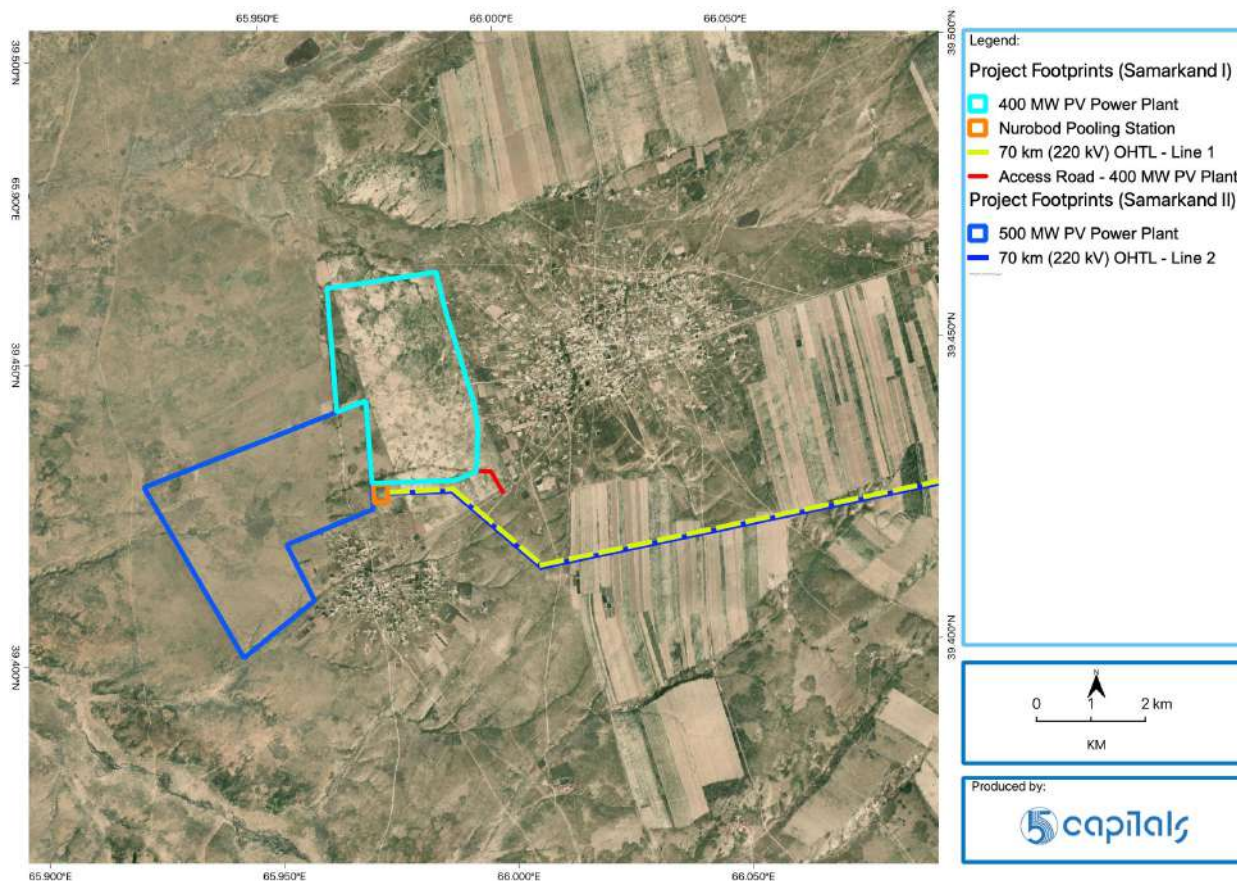 65.950°E 66.000°E 66.050°E
39.500°N
39.500°N
65.900°E
39.450°N
39.450°N
39.400°N
39.400°N
65.900°E 65.950°E 66.000°E 66.050°E
Legend:
Project Footprints (Samarkand I)
400 MW PV Power Plant
Nurobod Pooling Station
70 km (220 kV) OHTL - Line 1
Access Road - 400 MW PV Plant
Project Footprints (Samarkand II)
500 MW PV Power Plant
70 km (220 kV) OHTL - Line 2
N
0 1 2 km
KM
Produced by:
5 capitals